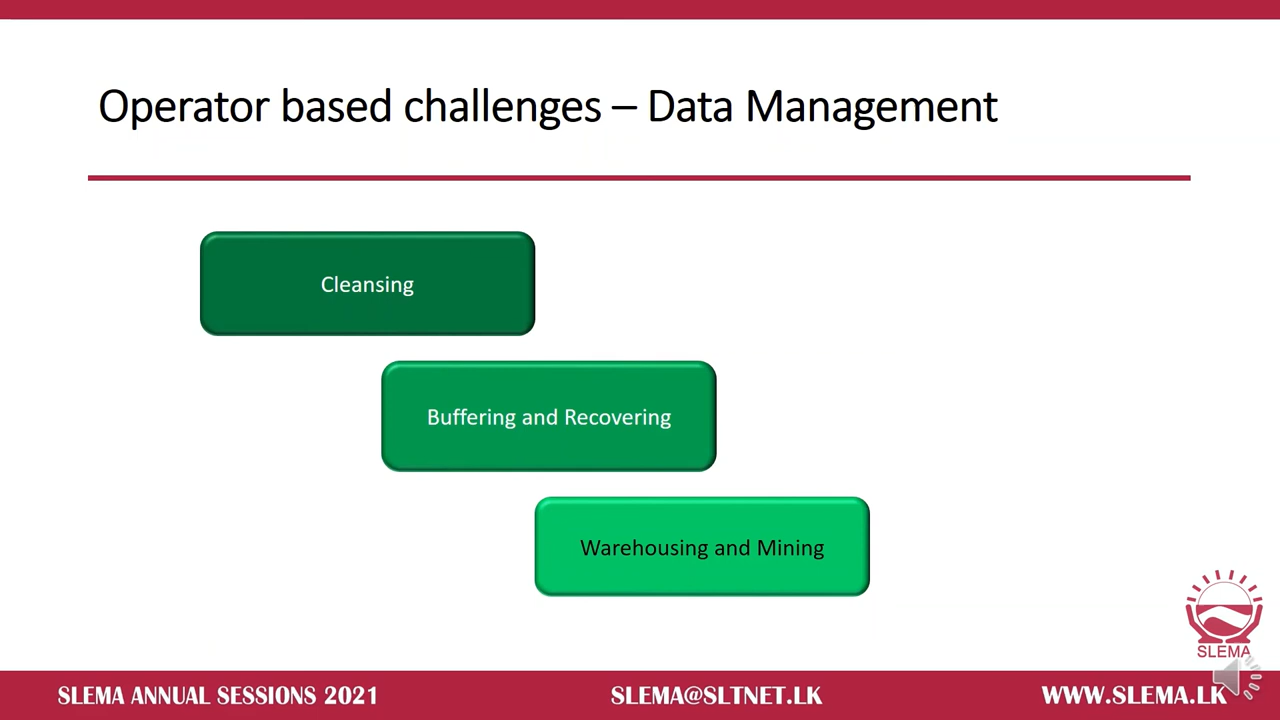 Operator based challenges – Data Management
Cleansing
Buffering and Recovering
Warehousing and Mining
SLEMA
SLEMA ANNUAL SESSIONS 2021
SLEMA@SLTNET.LK
WWW.SLEMA.LK